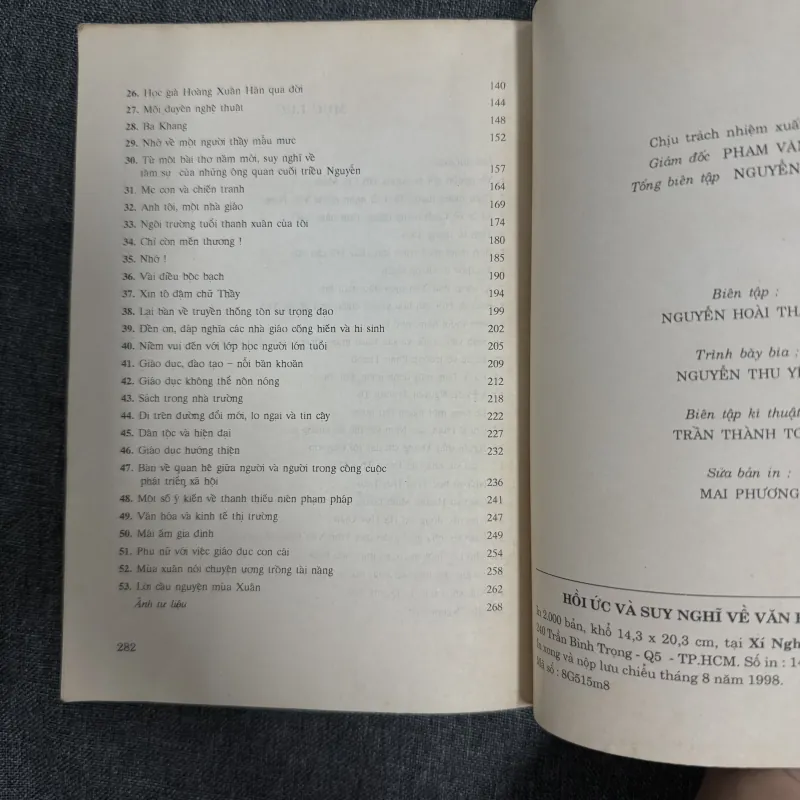 26. Học giả Hoàng Xuân Hãn qua đời 140
27. Mối duyên nghệ thuật 144
28. Ba Khang 148
29. Nhớ về một người thầy mẫu mực 152
30. Từ một bài thơ năm mới, suy nghĩ về
tâm sự của những ông quan cuối triều Nguyễn 157
31. Mẹ con và chiến tranh 164
32. Anh tôi, một nhà giáo 169
33. Ngôi trường tuổi thanh xuân của tôi 174
34. Chỉ còn mến thương ! 180
35. Nhớ ! 185
36. Vài điều bộc bạch 190
37. Xin tô đậm chữ Thầy 194
38. Lại bàn về truyền thống tôn sư trọng đạo 199
39. Đền ơn, đáp nghĩa các nhà giáo cống hiến và hi sinh 202
40. Niềm vui đến với lớp học người lớn tuổi 205
41. Giáo dục, đào tạo – nỗi băn khoăn 209
42. Giáo dục không thể nôn nóng 212
43. Sách trong nhà trường 218
44. Đi trên đường đổi mới, lo ngại và tin cậy 222
45. Dân tộc và hiện đại 227
46. Giáo dục hướng thiện 232
47. Bàn về quan hệ giữa người và người trong công cuộc
phát triển xã hội 236
48. Một số ý kiến về thanh thiếu niên phạm pháp 241
49. Văn hóa và kinh tế thị trường 247
50. Mái ấm gia đình 249
51. Phụ nữ với việc giáo dục con cái 254
52. Mùa xuân nói chuyện ương trồng tài năng 258
53. Lời cầu nguyện mùa Xuân 262
Ảnh tư liệu 268
282
Chịu trách nhiệm xuất
Giám đốc PHẠM VĂN
Tổng biên tập NGUYỄN
Biên tập :
NGUYỄN HOÀI THA
Trình bày bìa :
NGUYỄN THU YÊ
Biên tập kĩ thuật
TRẦN THÀNH TO
Sửa bản in :
MAI PHƯƠNG
HỒI ỨC VÀ SUY NGHĨ VỀ VĂN
In 2.000 bản, khổ 14,3 x 20,3 cm, tại Xí Ngh
240 Trần Bình Trọng - Q5 - TP.HCM. Số in : 14
In xong và nộp lưu chiểu tháng 8 năm 1998.
Mã số : 8G515m8